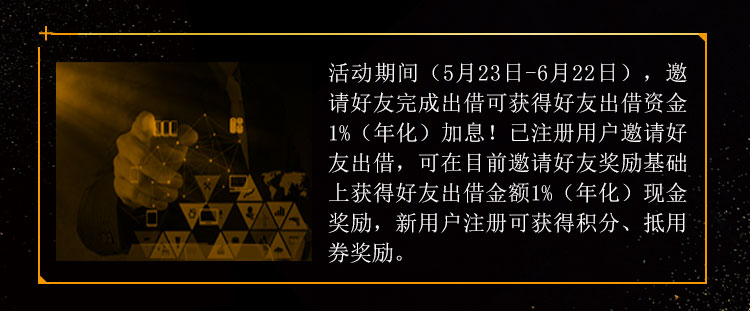 活动期间（5月23日-6月22日），邀
请好友完成出借可获得好友出借资金
1%（年化）加息！已注册用户邀请好
友出借，可在目前邀请好友奖励基础
上获得好友出借金额1%（年化）现金
奖励，新用户注册可获得积分、抵用
券奖励。